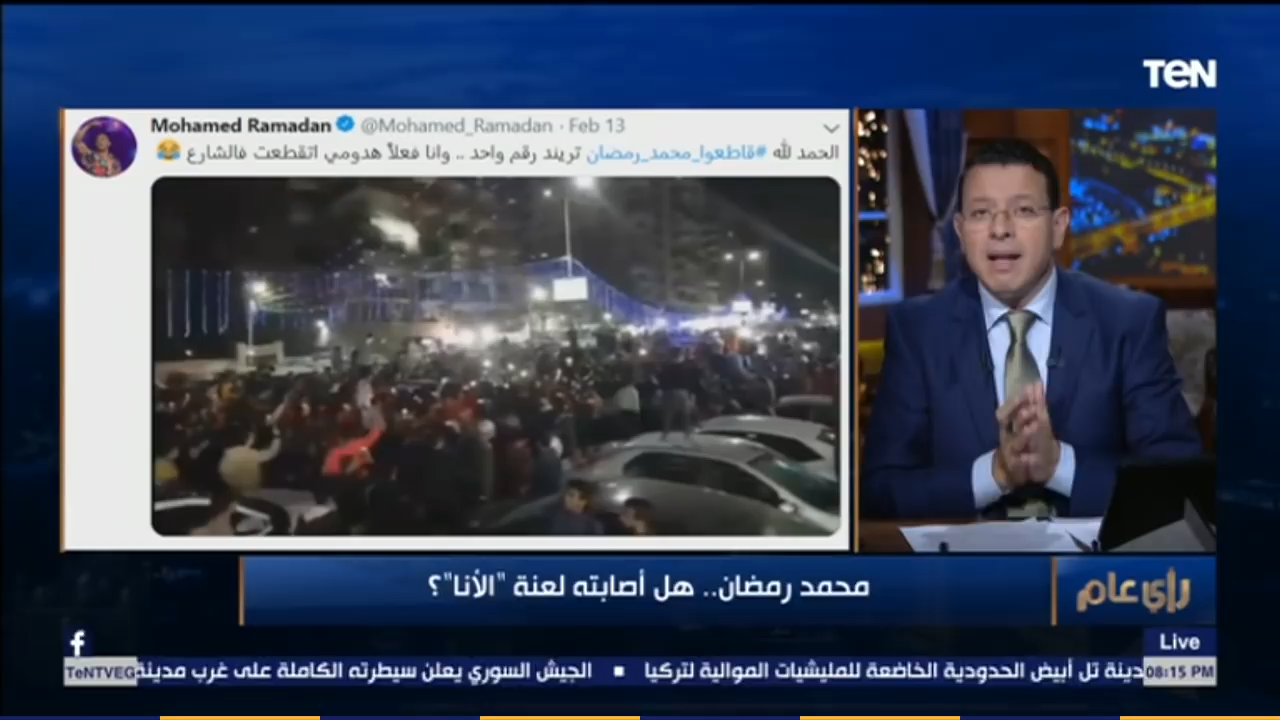 TeN
Mohamed Ramadan @Mohamed_Ramadan · Feb 13
الحمد لله #قاطعوا_محمد_رمضان تريند رقم واحد .. وانا فعلاً هدومي اتقطعت فالشارع 😂
محمد رمضان.. هل أصابته لعنة "الأنا"؟
رأي عام
Live
08:15 PM
دينة تل أبيض الحدودية الخاضعة للمليشيات الموالية لتركيا ■ الجيش السوري يعلن سيطرته الكاملة على غرب مدينة
f
TeNTVEG